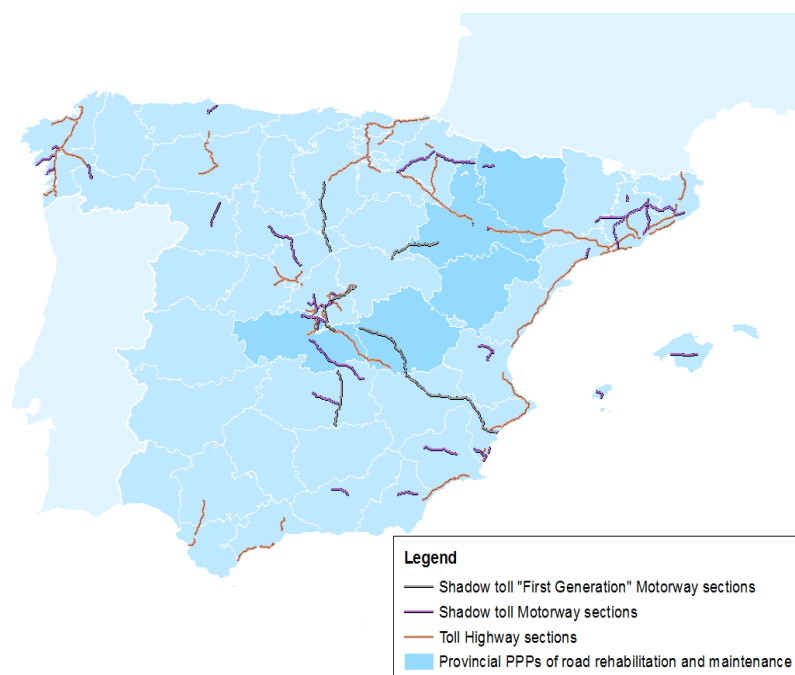 Legend
Shadow toll "First Generation" Motorway sections
Shadow toll Motorway sections
Toll Highway sections
Provincial PPPs of road rehabilitation and maintenance